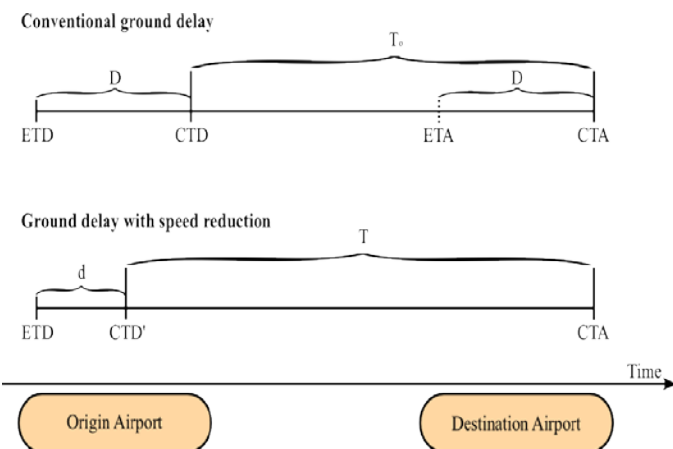 Conventional ground delay
T₀
D D
ETD CTD ETA CTA
Ground delay with speed reduction
T
d
ETD CTD' CTA
Time
Origin Airport Destination Airport